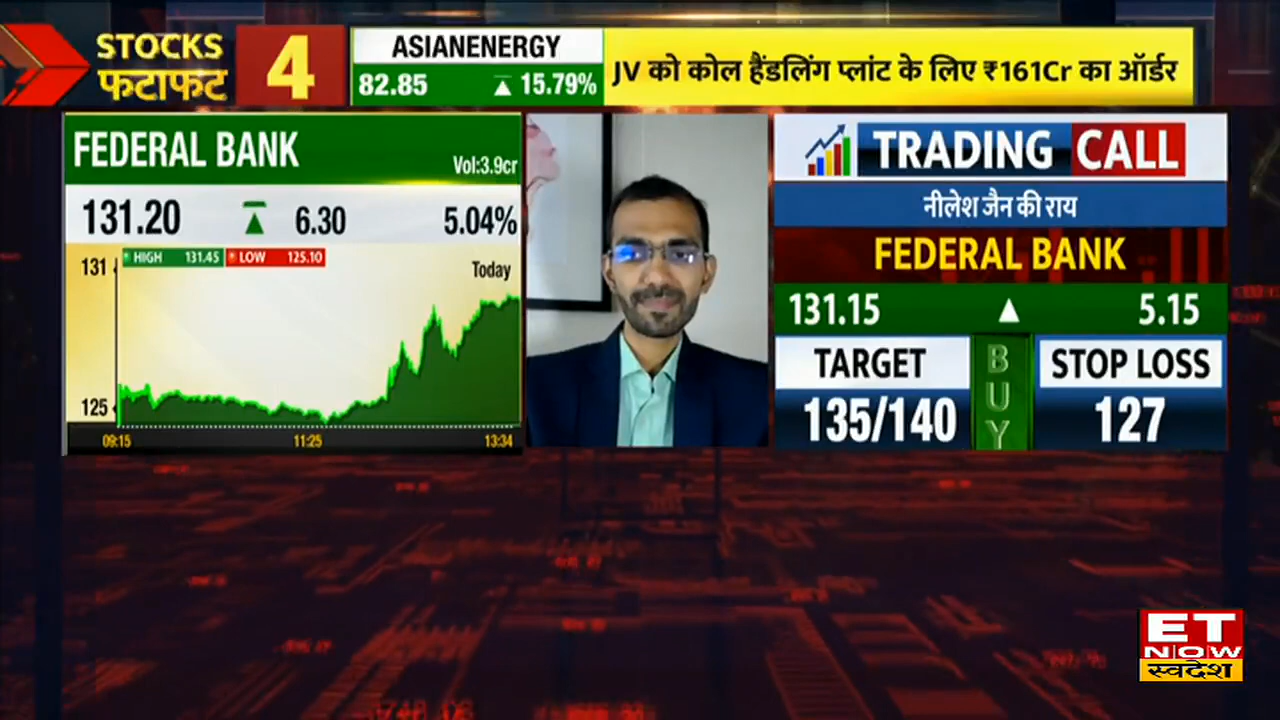 STOCKS
फटाफट
4
ASIANENERGY
82.85 15.79%
JV को कोल हैंडलिंग प्लांट के लिए ₹161Cr का ऑर्डर
FEDERAL BANK
Vol:3.9cr
131.20 6.30 5.04%
HIGH 131.45 LOW 125.10
Today
131
125
09:15 11:25 13:34
TRADING CALL
नीलेश जैन की राय
FEDERAL BANK
131.15 5.15
TARGET
135/140
BUY
STOP LOSS
127
ET
NOW
स्वदेश